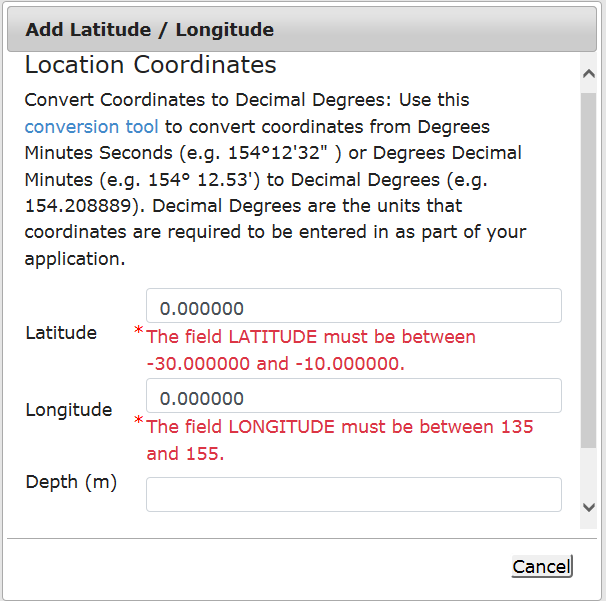 Add Latitude / Longitude
Location Coordinates
Convert Coordinates to Decimal Degrees: Use this
conversion tool to convert coordinates from Degrees
Minutes Seconds (e.g. 154°12'32" ) or Degrees Decimal
Minutes (e.g. 154° 12.53') to Decimal Degrees (e.g.
154.208889). Decimal Degrees are the units that
coordinates are required to be entered in as part of your
application.
0.000000
Latitude
*The field LATITUDE must be between
-30.000000 and -10.000000.
0.000000
Longitude
*The field LONGITUDE must be between 135
and 155.
Depth (m)
Cancel